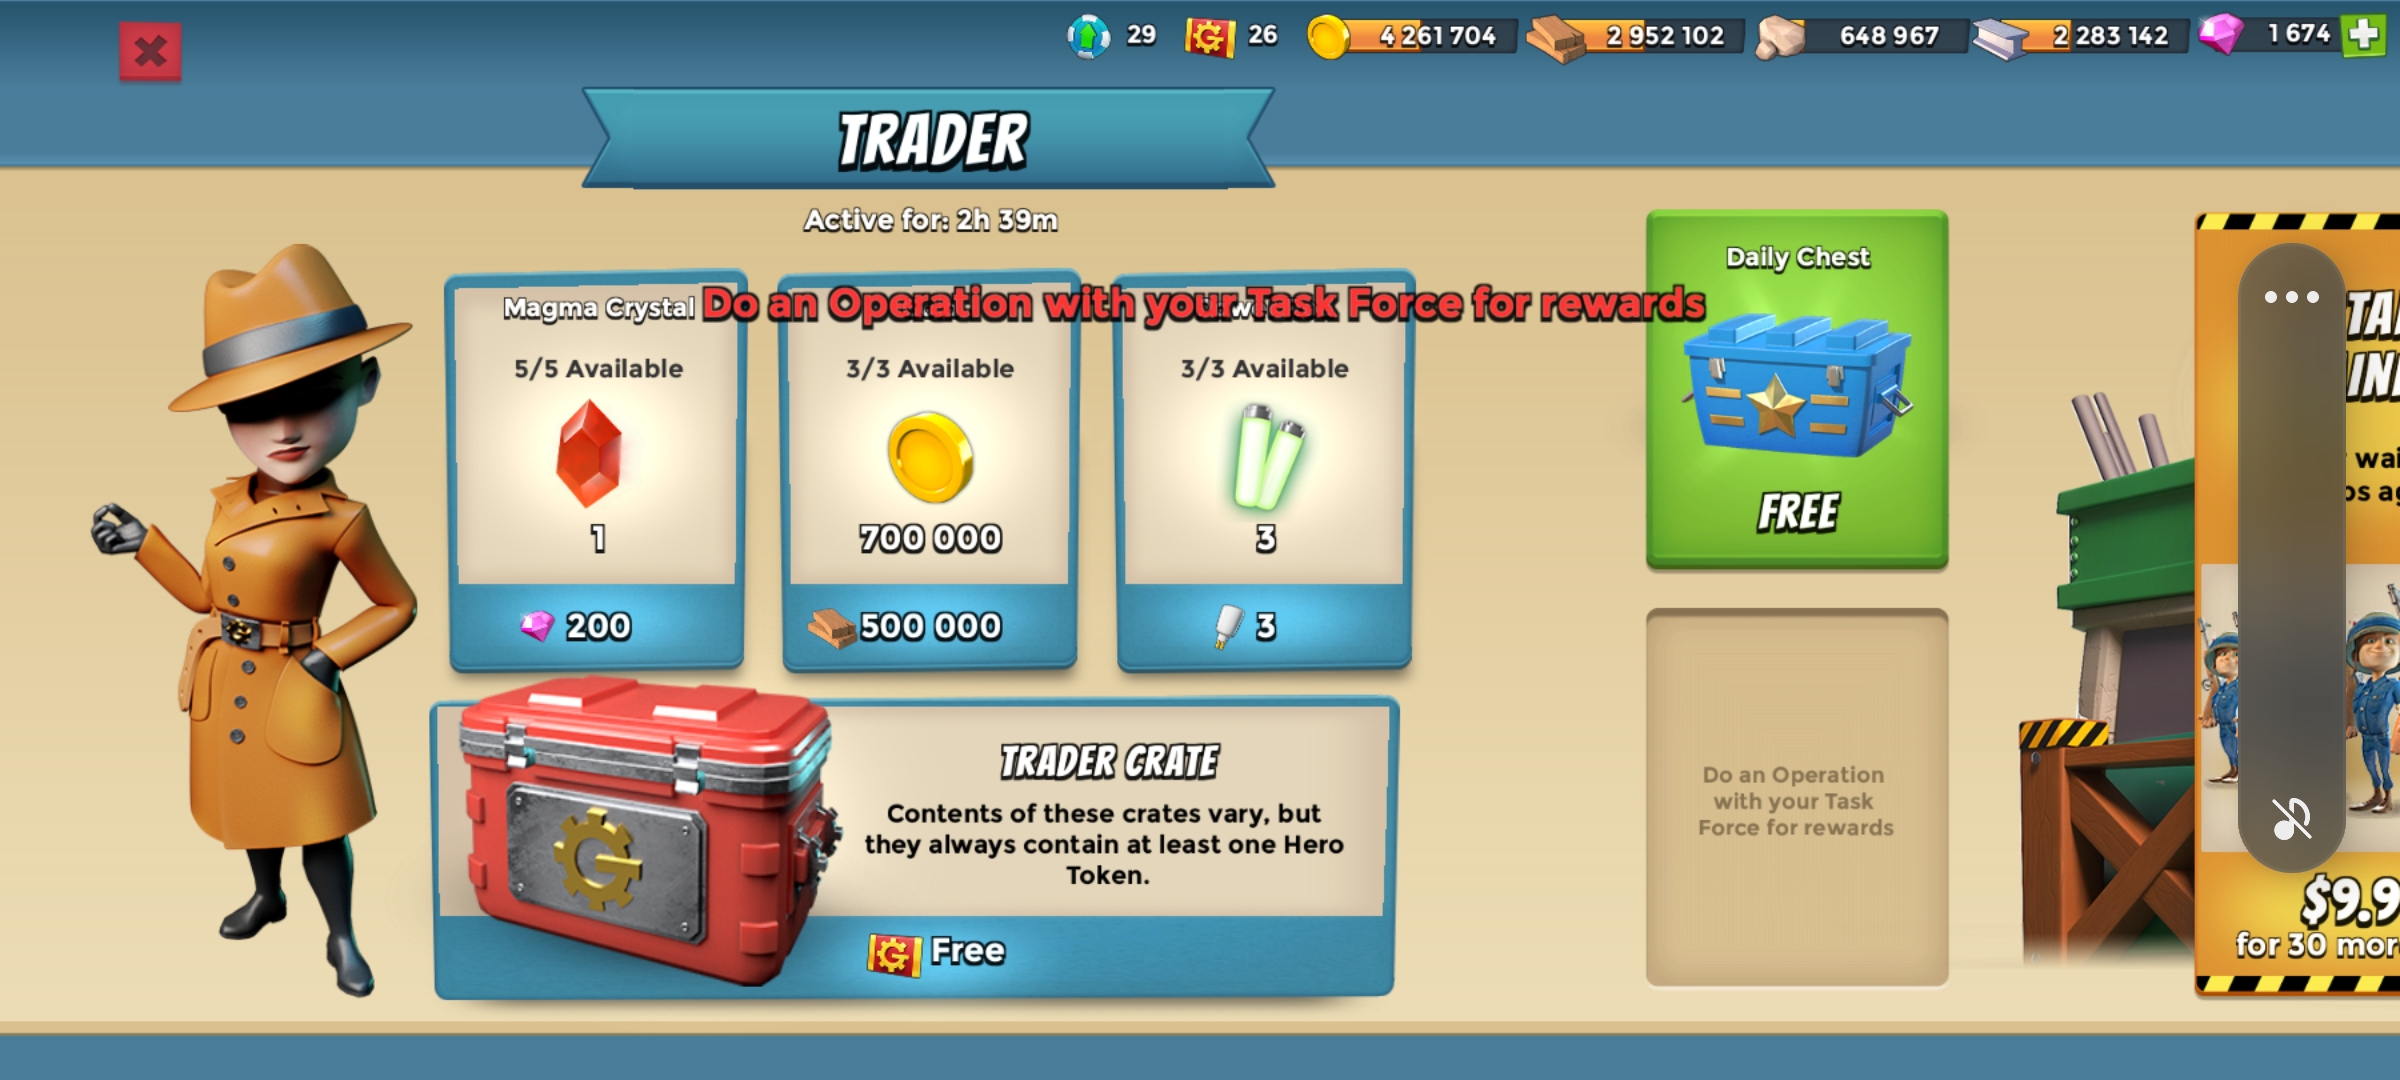 29
26
4 261 704
2 952 102
648 967
2 283 142
1 674
TRADER
Active for: 2h 39m
Magma Crystal
Do an Operation with your Task Force for rewards
5/5 Available
1
200
3/3 Available
700 000
500 000
3/3 Available
3
3
TRADER CRATE
Contents of these crates vary, but
they always contain at least one Hero
Token.
G
G
Free
Daily Chest
FREE
Do an Operation
with your Task
Force for rewards
$9.9
for 30